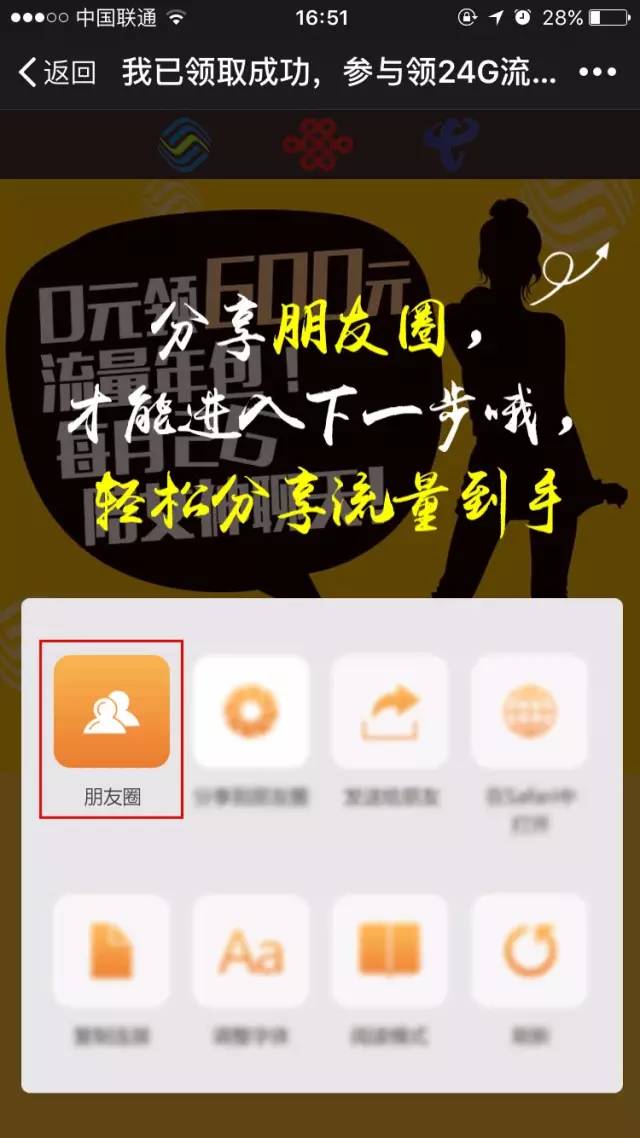 中国联通
16:51
28%
返回
我已领取成功，参与领24G流...
0元领600元
流量年包！
每月2G
分享朋友圈，
才能进入下一步哦，
轻松分享流量到手
朋友圈
分享到朋友圈
发送给朋友
在Safari中
打开
Aa
复制连接
调整字体
阅读模式
刷新